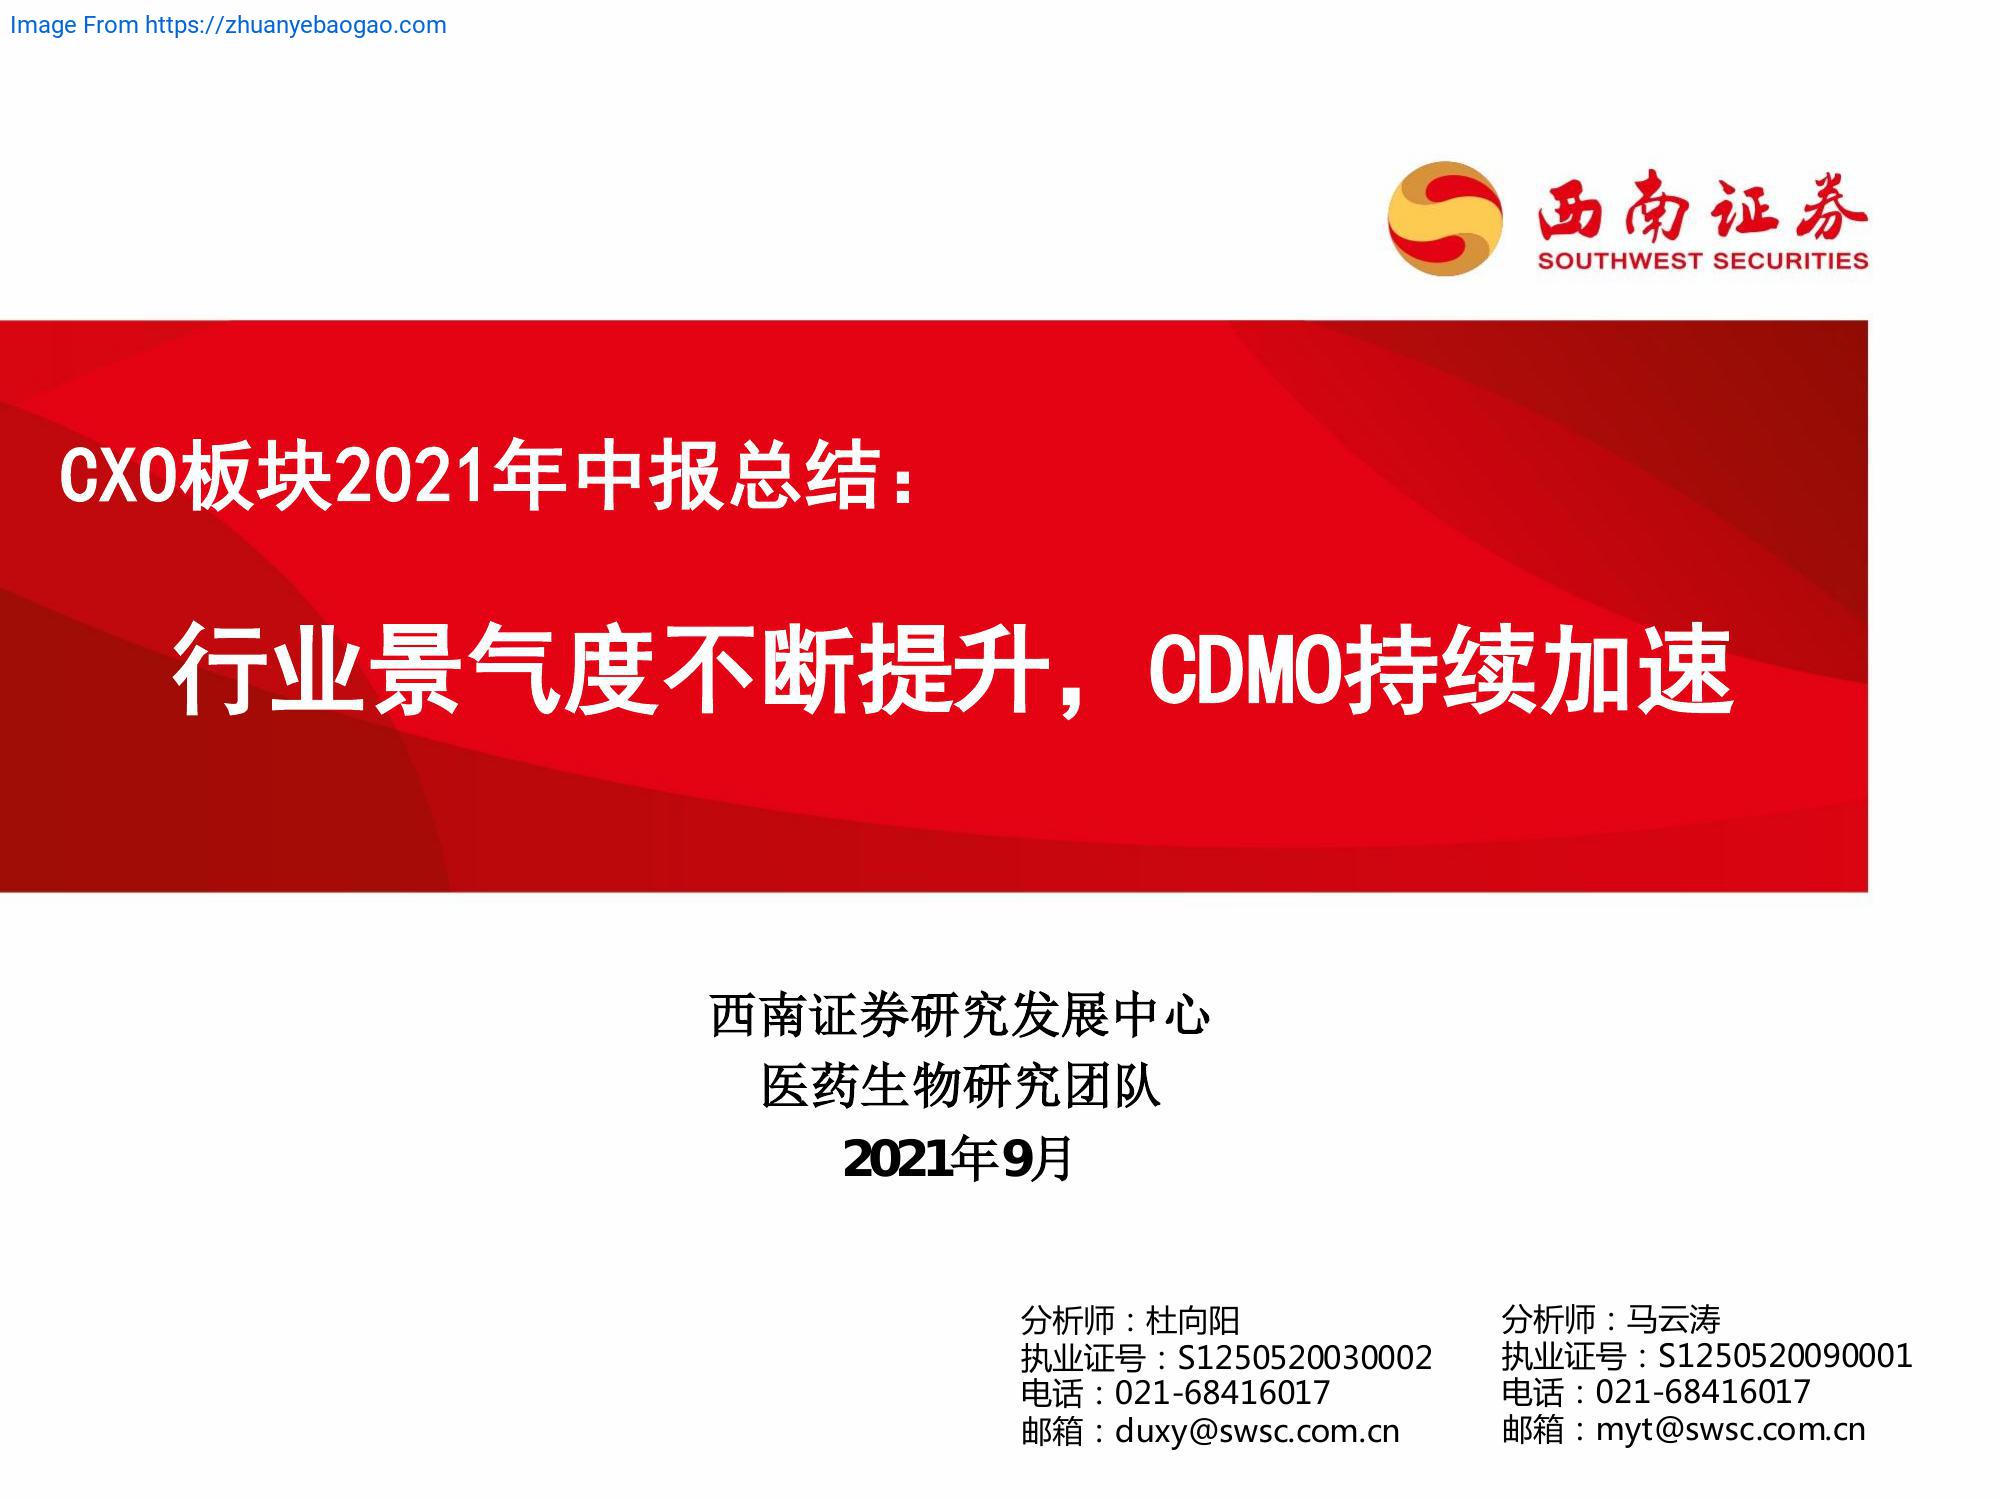 Image From https://zhuanyebaogao.com
西南证券
SOUTHWEST SECURITIES
CXO板块2021年中报总结：
行业景气度不断提升，CDMO持续加速
西南证券研究发展中心
医药生物研究团队
2021年9月
分析师：杜向阳
执业证号：S1250520030002
电话：021-68416017
邮箱：duxy@swsc.com.cn
分析师：马云涛
执业证号：S1250520090001
电话：021-68416017
邮箱：myt@swsc.com.cn